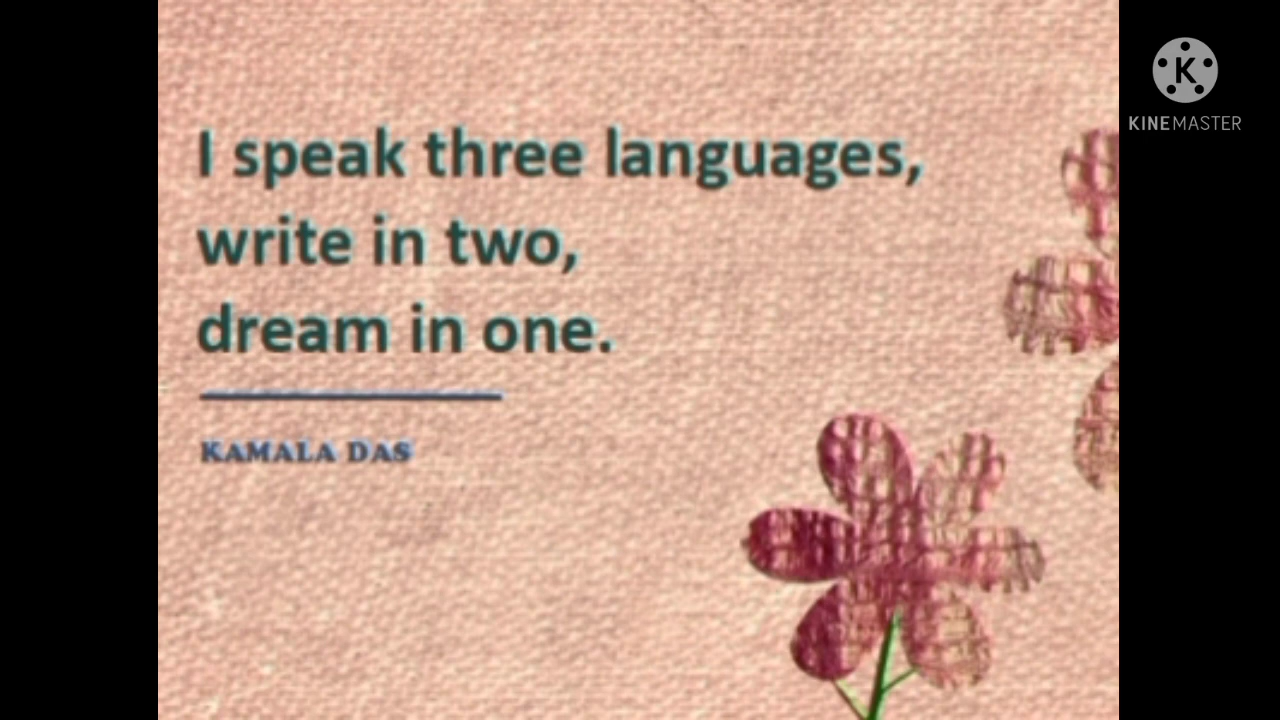 I speak three languages,
write in two,
dream in one.
KAMALA DAS
KINEMASTER